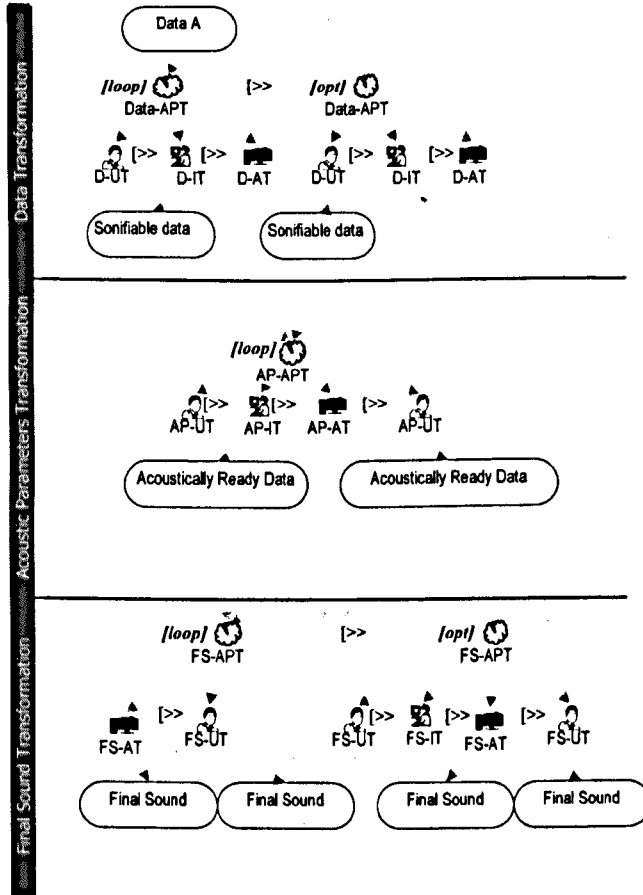 Data A
[loop] [>> [opt]
Data-APT Data-APT
[>> [>> [>> [>>
D-UT D-IT D-AT D-UT D-IT D-AT
Sonifiable data Sonifiable data
[loop]
AP-APT
[>> [>> [>>
AP-UT AP-IT AP-AT AP-UT
Acoustically Ready Data Acoustically Ready Data
[loop] [>> [opt]
FS-APT FS-APT
[>> [>> [>> [>>
FS-AT FS-UT FS-UT FS-IT FS-AT FS-UT
Final Sound Final Sound Final Sound Final Sound
Data Transformation
Acoustic Parameters Transformation
Final Sound Transformation